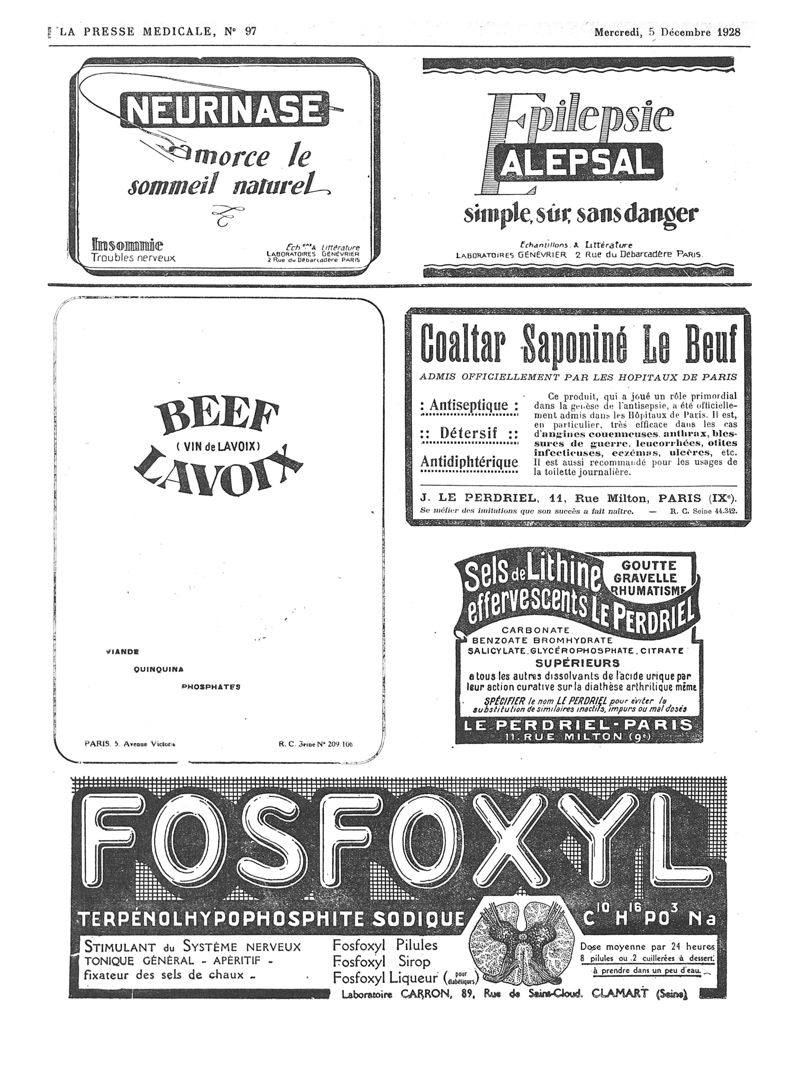 LA PRESSE MEDICALE, N° 97
Mercredi, 5 Décembre 1928
NEURINASE
amorce le
sommeil naturel
Insomnie
Troubles nerveux
Ech ons & Littérature
LABORATOIRES GÉNÉVRIER
2 Rue du Débarcadère PARIS
Epilepsie
ALEPSAL
simple, sûr, sans danger
Echantillons & Littérature
LABORATOIRES GÉNÉVRIER 2 Rue du Débarcadère PARIS.
BEEF
(VIN de LAVOIX)
LAVOIX
VIANDE
QUINQUINA
PHOSPHATES
PARIS. 5. Avenue Victoria
R. C. Seine N° 209.106
Coaltar Saponiné Le Beuf
ADMIS OFFICIELLEMENT PAR LES HOPITAUX DE PARIS
: Antiseptique :
:: Détersif ::
Antidiphtérique
Ce produit, qui a joué un rôle primordial
dans la genèse de l'antisepsie, a été officielle-
ment admis dans les Hôpitaux de Paris. Il est,
en particulier, très efficace dans les cas
d'angines couenneuses, anthrax, bles-
sures de guerre, leucorrhées, otites
infectieuses, eczémas, ulcères, etc.
Il est aussi recommandé pour les usages de
la toilette journalière.
J. LE PERDRIEL, 11, Rue Milton, PARIS (IXe).
Se méfier des imitations que son succès a fait naître. — R. C. Seine 44.342.
Sels de Lithine
effervescents LE PERDRIEL
GOUTTE
GRAVELLE
RHUMATISME
CARBONATE
BENZOATE BROMHYDRATE
SALICYLATE, GLYCÉROPHOSPHATE, CITRATE
SUPÉRIEURS
a tous les autres dissolvants de l'acide urique par
leur action curative sur la diathèse arthritique même
SPÉCIFIER le nom LE PERDRIEL pour éviter la
substitution de similaires inactifs, impurs ou mal dosés
LE PERDRIEL-PARIS
11. RUE MILTON (9e)
FOSFOXYL
TERPÉNOLHYPOPHOSPHITE SODIQUE
C10 H16 PO3 Na
STIMULANT du SYSTÈME NERVEUX
TONIQUE GÉNÉRAL - APÉRITIF -
fixateur des sels de chaux -
Fosfoxyl Pilules
Fosfoxyl Sirop
Fosfoxyl Liqueur (pour diabétiques)
Dose moyenne par 24 heures
8 pilules ou 2 cuillerées à dessert,
à prendre dans un peu d'eau.
Laboratoire CARRON, 89, Rue de Saint-Cloud. CLAMART (Seine)